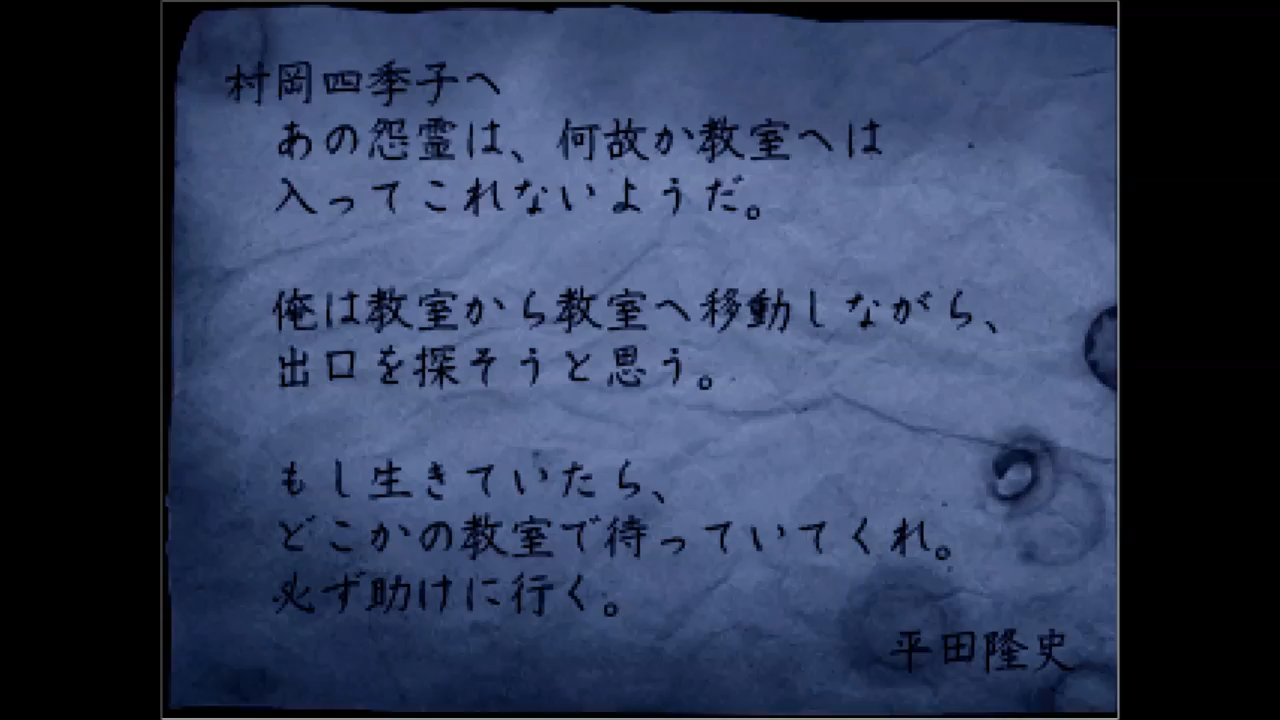 村岡四季子へ
あの怨霊は、何故か教室へは
入ってこれないようだ。
俺は教室から教室へ移動しながら、
出口を探そうと思う。
もし生きていたら、
どこかの教室で待っていてくれ。
必ず助けに行く。
平田隆史